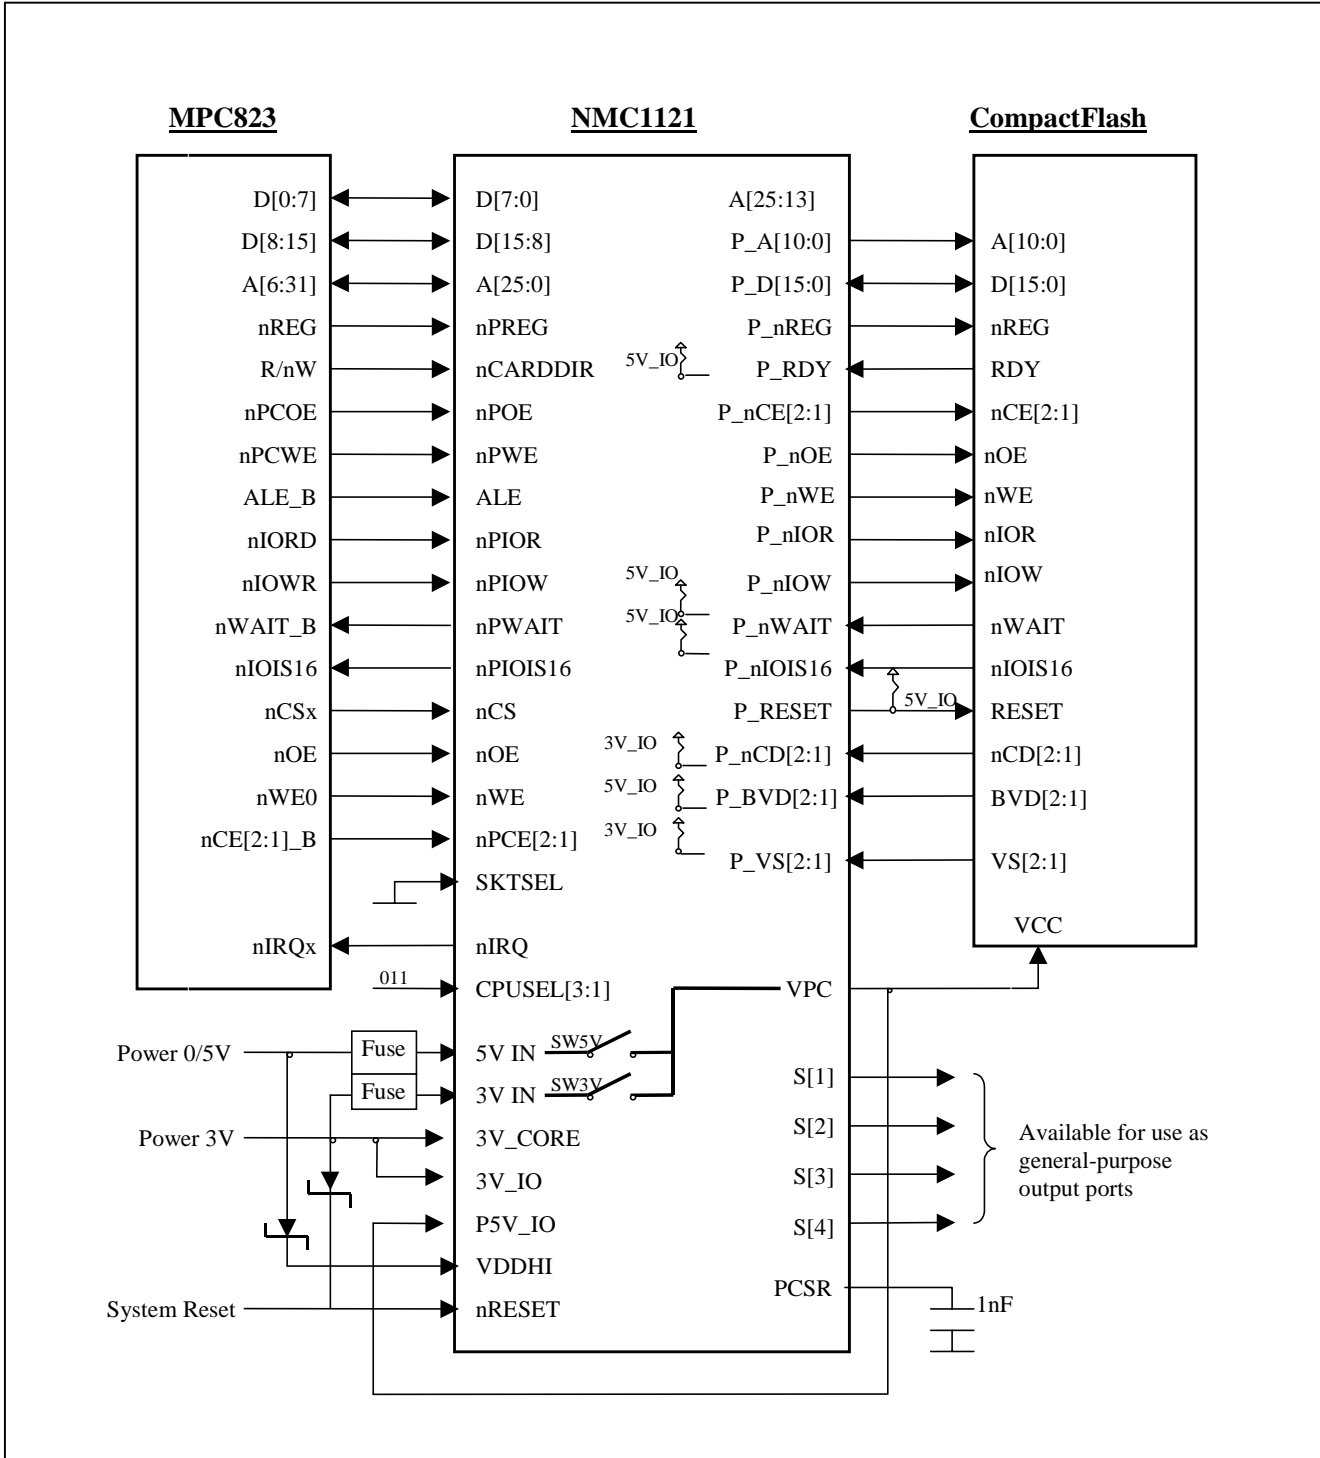 MPC823 NMC1121 CompactFlash
D[0:7] D[7:0] A[25:13]
D[8:15] D[15:8] P_A[10:0] A[10:0]
A[6:31] A[25:0] P_D[15:0] D[15:0]
nREG nPREG P_nREG nREG
R/nW nCARDDIR 5V_IO P_RDY RDY
nPCOE nPOE P_nCE[2:1] nCE[2:1]
nPCWE nPWE P_nOE nOE
ALE_B ALE P_nWE nWE
nIORD nPIOR P_nIOR nIOR
nIOWR nPIOW 5V_IO P_nIOW nIOW
nWAIT_B nPWAIT 5V_IO P_nWAIT nWAIT
nIOIS16 nPIOIS16 P_nIOIS16 nIOIS16
nCSx nCS P_RESET 5V_IO RESET
nOE nOE 3V_IO P_nCD[2:1] nCD[2:1]
nWE0 nWE 5V_IO P_BVD[2:1] BVD[2:1]
nCE[2:1]_B nPCE[2:1] 3V_IO P_VS[2:1] VS[2:1]
SKTSEL
VCC
nIRQx nIRQ
011 CPUSEL[3:1] VPC
Power 0/5V Fuse 5V IN SW5V
Fuse 3V IN SW3V S[1]
Power 3V 3V_CORE S[2]
3V_IO S[3]
P5V_IO S[4]
Available for use as
general-purpose
output ports
VDDHI PCSR
System Reset nRESET 1nF